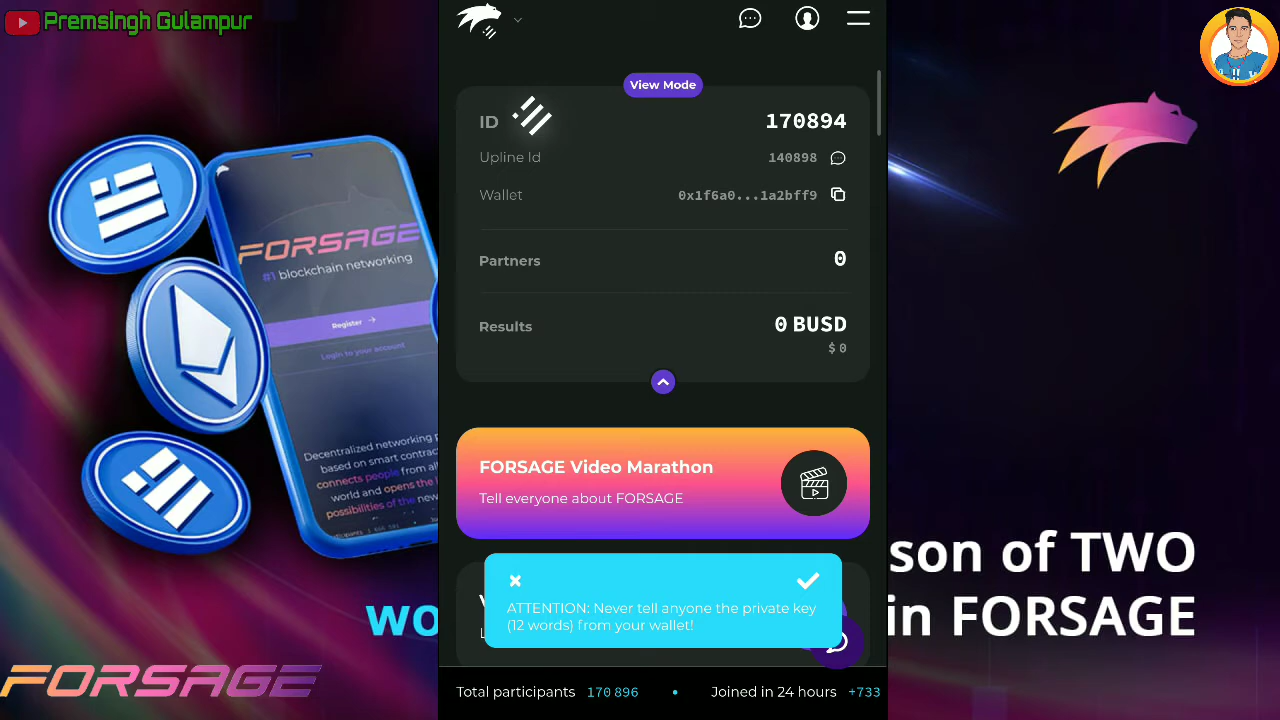 Premsingh Gulampur
FORSAGE
#1 blockchain networking
Register →
Login to your account
Decentralized networking
based on smart contrac
connects people from all
world and opens the
possibilities of the new
View Mode
ID 170894
Upline Id 140898
Wallet 0x1f6a0...1a2bff9
Partners 0
Results 0 BUSD
$ 0
FORSAGE Video Marathon
Tell everyone about FORSAGE
ATTENTION: Never tell anyone the private key
(12 words) from your wallet!
Total participants 170 896 • Joined in 24 hours +733
son of TWO
wo in FORSAGE
FORSAGE